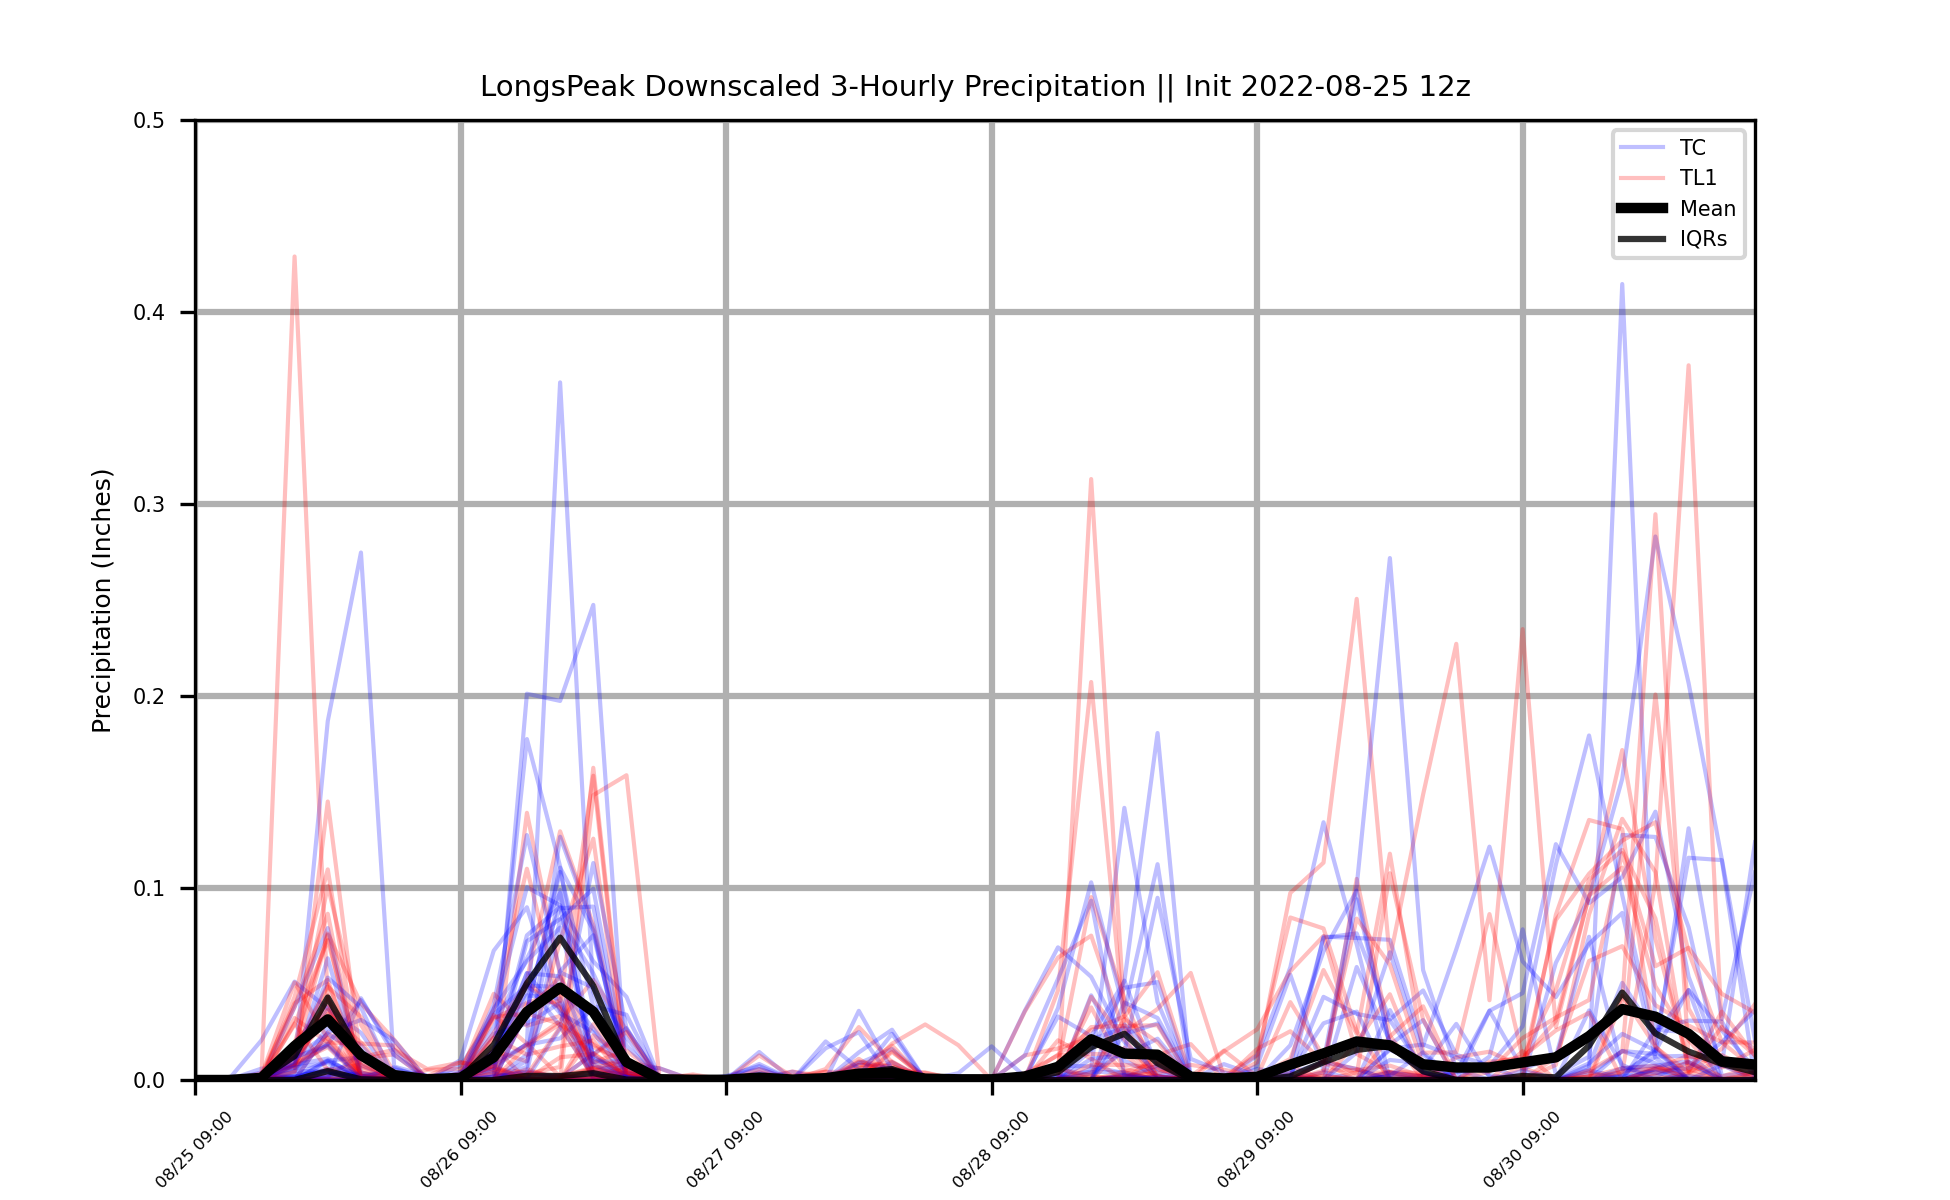 LongsPeak Downscaled 3-Hourly Precipitation || Init 2022-08-25 12z
Precipitation (Inches)
0.5
0.4
0.3
0.2
0.1
0.0
TC
TL1
Mean
IQRs
08/25 09:00
08/26 09:00
08/27 09:00
08/28 09:00
08/29 09:00
08/30 09:00